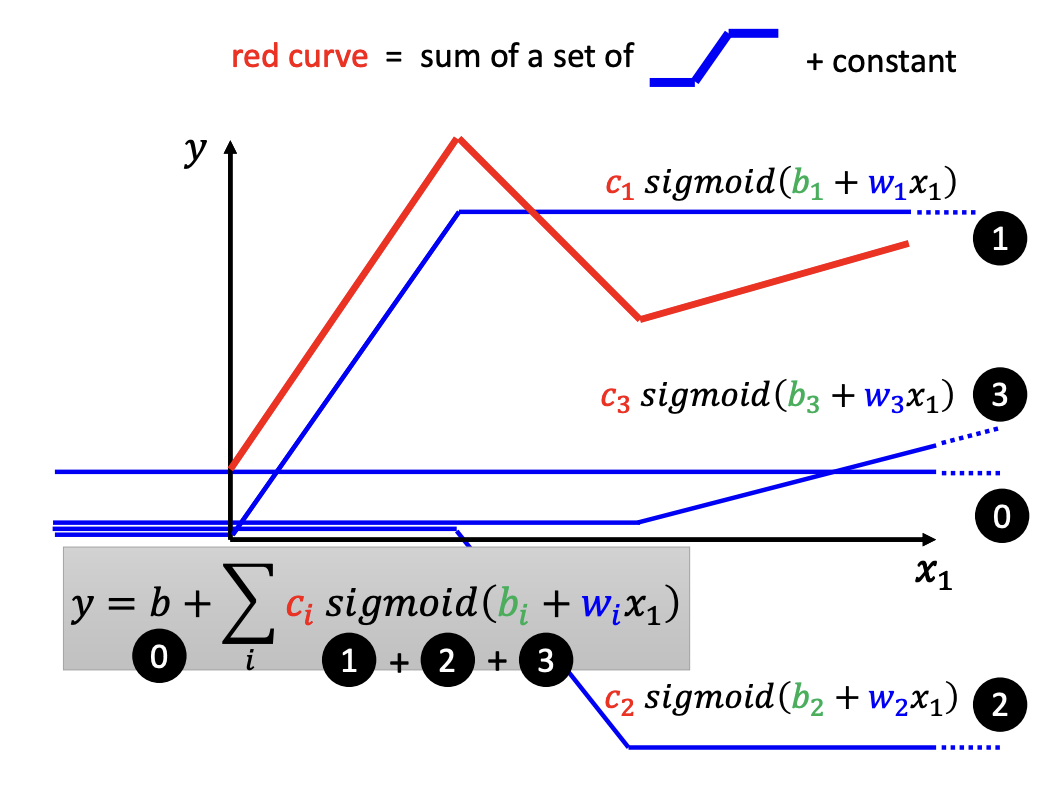 red curve = sum of a set of + constant
y
c₁ sigmoid(b₁ + w₁x₁)
1
c₃ sigmoid(b₃ + w₃x₁)
3
0
x₁
y = b + ∑ᵢ cᵢ sigmoid(bᵢ + wᵢx₁)
0 1 + 2 + 3
c₂ sigmoid(b₂ + w₂x₁)
2